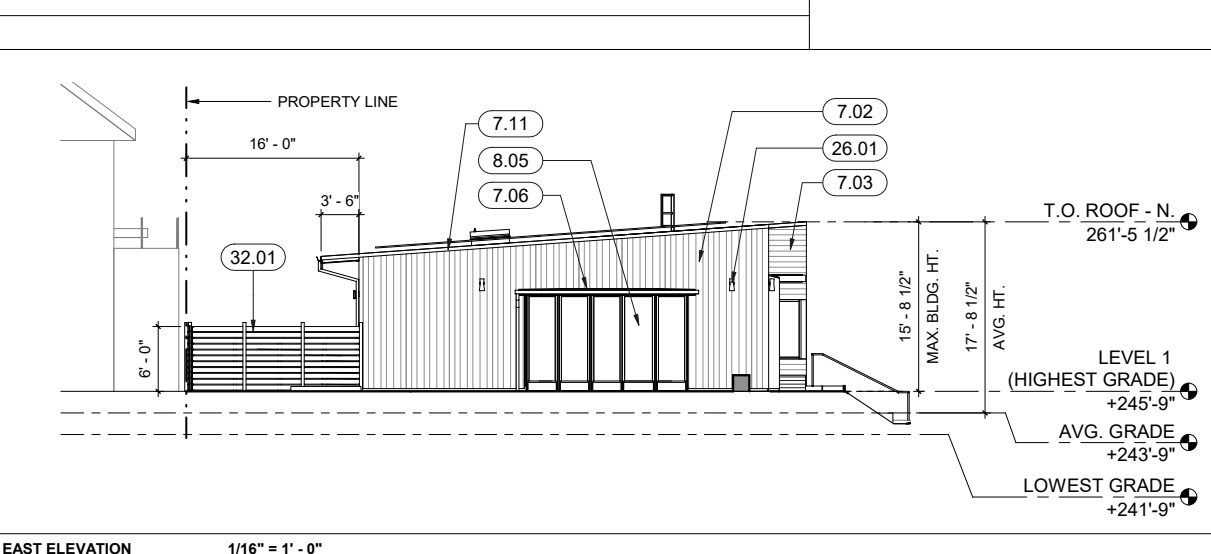 PROPERTY LINE
16' - 0"
3' - 6"
7.11
8.05
7.06
7.02
26.01
7.03
32.01
6' - 0"
15' - 8 1/2"
MAX. BLDG. HT.
17' - 8 1/2"
AVG. HT.
T.O. ROOF - N.
261'-5 1/2"
LEVEL 1
(HIGHEST GRADE)
+245'-9"
AVG. GRADE
+243'-9"
LOWEST GRADE
+241'-9"
EAST ELEVATION 1/16" = 1' - 0"